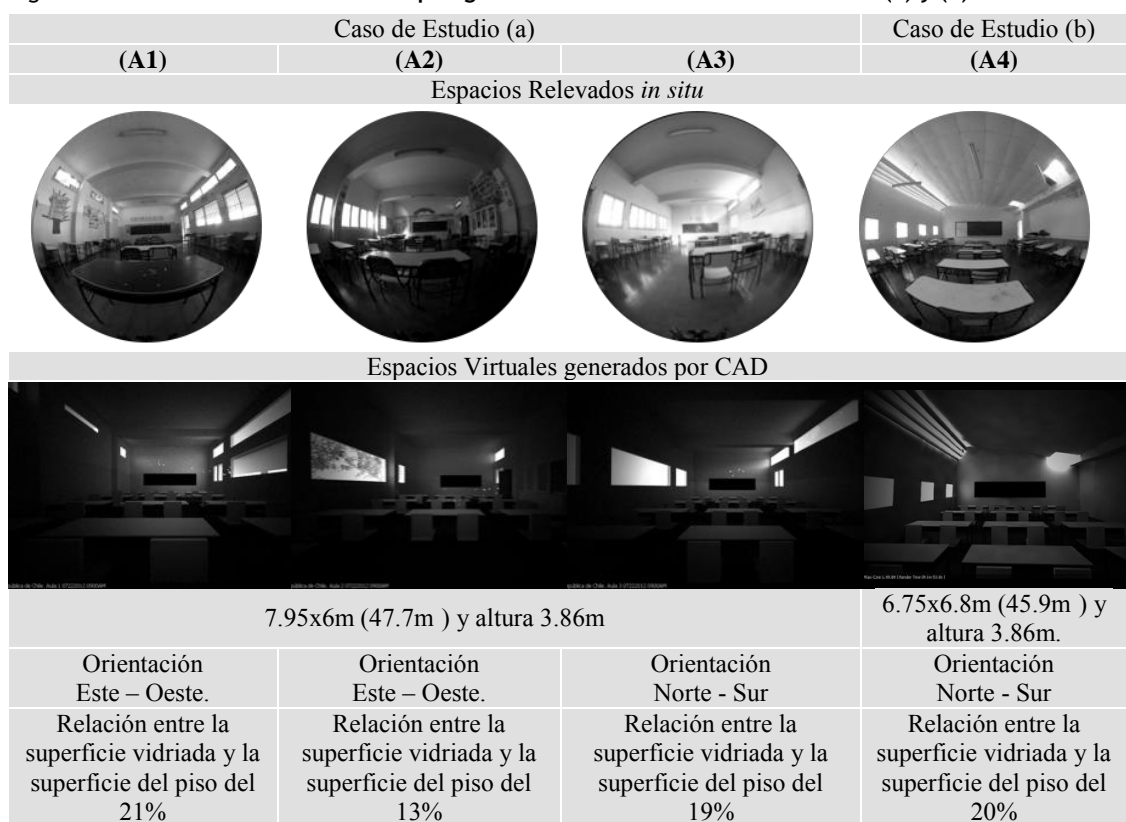 Caso de Estudio (a) Caso de Estudio (b)
(A1) (A2) (A3) (A4)
Espacios Relevados in situ
Espacios Virtuales generados por CAD
7.95x6m (47.7m ) y altura 3.86m
6.75x6.8m (45.9m ) y
altura 3.86m.
Orientación
Este – Oeste.
Orientación
Este – Oeste.
Orientación
Norte - Sur
Orientación
Norte - Sur
Relación entre la
superficie vidriada y la
superficie del piso del
21%
Relación entre la
superficie vidriada y la
superficie del piso del
13%
Relación entre la
superficie vidriada y la
superficie del piso del
19%
Relación entre la
superficie vidriada y la
superficie del piso del
20%